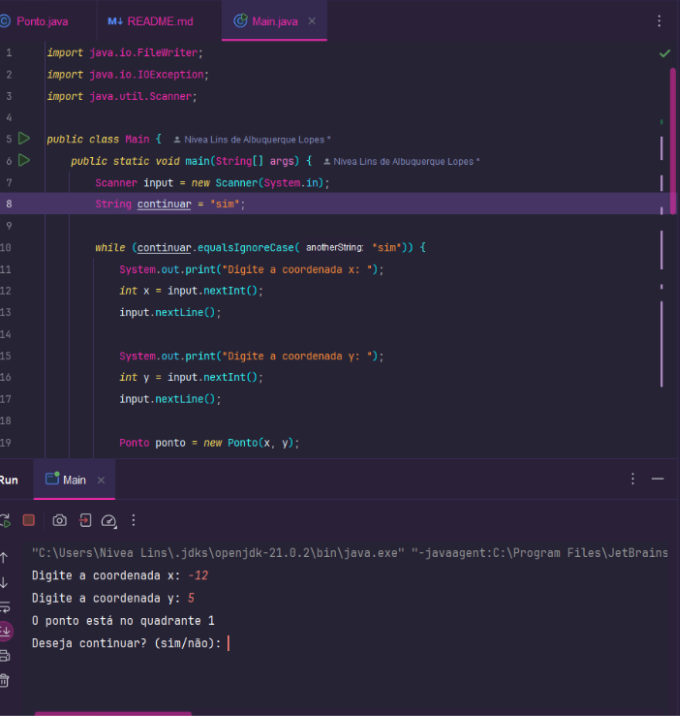 Ponto.java M↓ README.md Main.java
1 import java.io.FileWriter;
2 import java.io.IOException;
3 import java.util.Scanner;
4
5 public class Main { Nivea Lins de Albuquerque Lopes *
6 public static void main(String[] args) { Nivea Lins de Albuquerque Lopes *
7 Scanner input = new Scanner(System.in);
8 String continuar = "sim";
9
10 while (continuar.equalsIgnoreCase( anotherString: "sim")) {
11 System.out.print("Digite a coordenada x: ");
12 int x = input.nextInt();
13 input.nextLine();
14
15 System.out.print("Digite a coordenada y: ");
16 int y = input.nextInt();
17 input.nextLine();
18
19 Ponto ponto = new Ponto(x, y);
Run Main
"C:\Users\Nivea Lins\.jdks\openjdk-21.0.2\bin\java.exe" "-javaagent:C:\Program Files\JetBrains
Digite a coordenada x: -12
Digite a coordenada y: 5
O ponto está no quadrante 1
Deseja continuar? (sim/não):